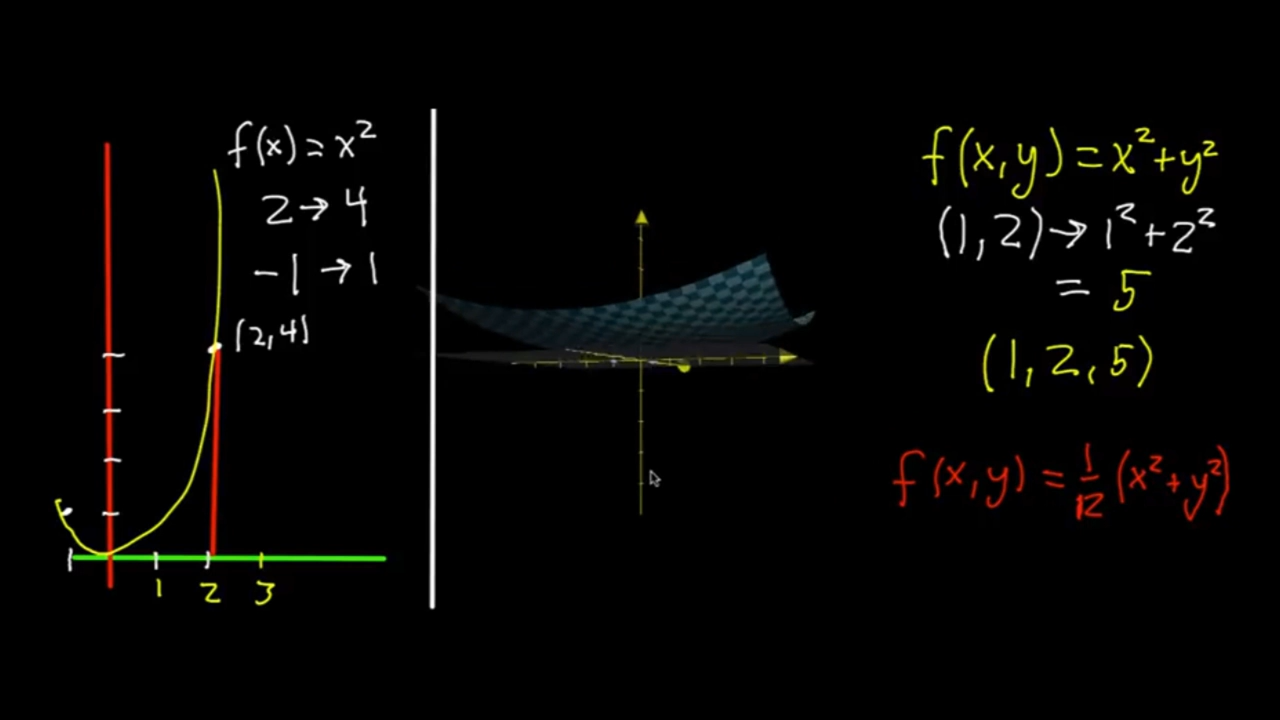 f(x) = x²
2 → 4
-1 → 1
(2,4)
1 2 3
f(x,y) = x²+y²
(1,2) → 1²+2²
= 5
(1,2,5)
f(x,y) = 1/12 (x²+y²)